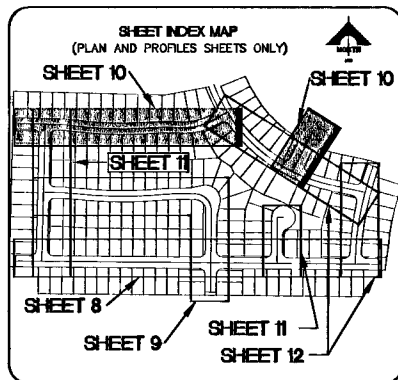 SHEET INDEX MAP
(PLAN AND PROFILES SHEETS ONLY)
NORTH
SHEET 10
SHEET 10
SHEET 11
SHEET 8
SHEET 11
SHEET 9
SHEET 12